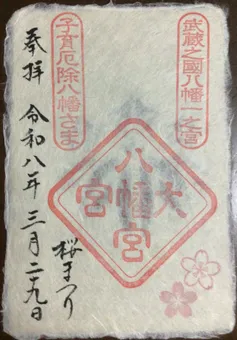 武蔵之國八幡一之宮
大八幡宮
宮
子育厄除八幡さま
桜まつり
奉拝 令和八年三月二十九日